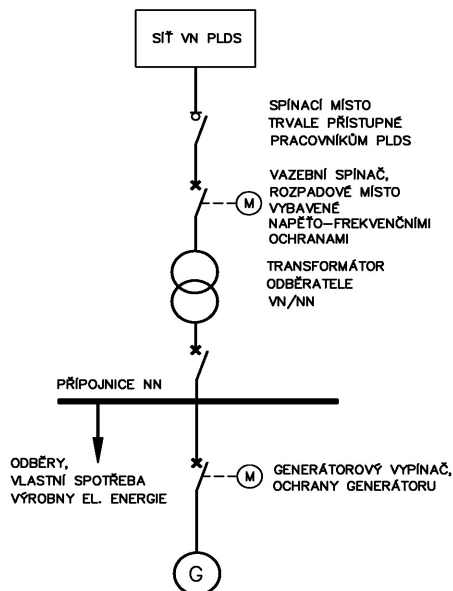 SÍŤ VN PLDS
SPÍNACÍ MÍSTO
TRVALE PŘÍSTUPNÉ
PRACOVNÍKŮM PLDS
VAZEBNÍ SPÍNAČ,
ROZPADOVÉ MÍSTO
VYBAVENÉ
NAPĚŤO-FREKVENČNÍMI
OCHRANAMI
M
TRANSFORMÁTOR
ODBĚRATELE
VN/NN
PŘÍPOJNICE NN
ODBĚRY,
VLASTNÍ SPOTŘEBA
VÝROBNY EL. ENERGIE
M
GENERÁTOROVÝ VYPÍNAČ,
OCHRANY GENERÁTORU
G